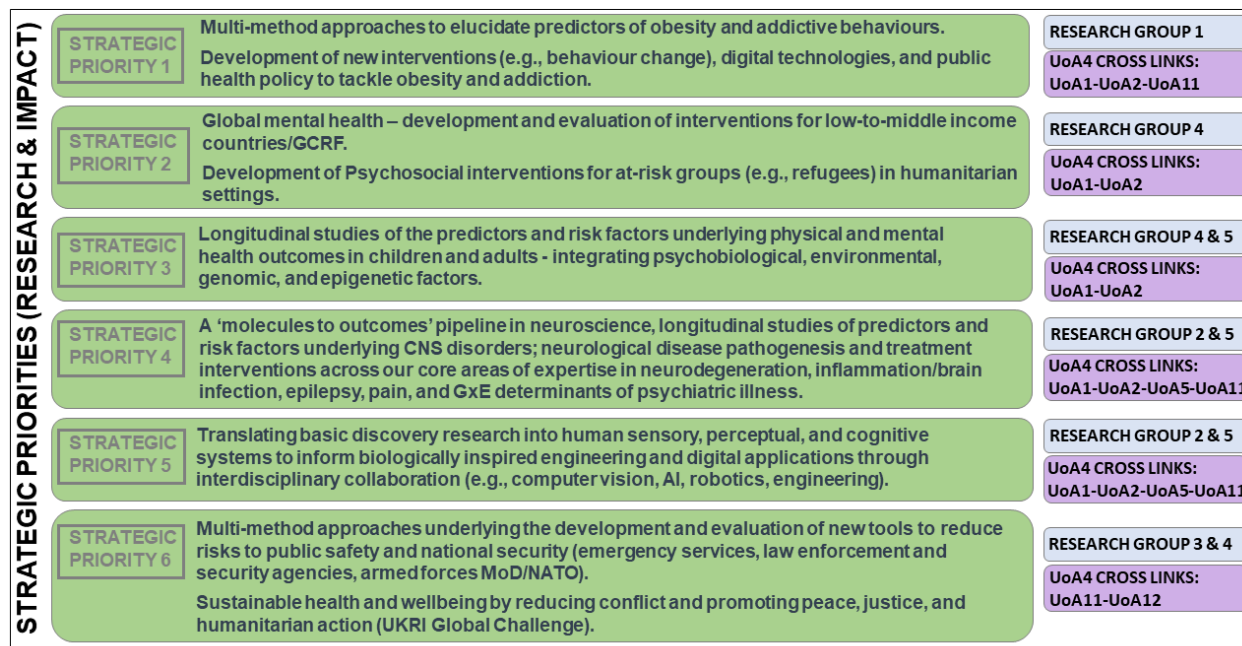 STRATEGIC PRIORITIES (RESEARCH & IMPACT)
STRATEGIC
PRIORITY 1
Multi-method approaches to elucidate predictors of obesity and addictive behaviours.
Development of new interventions (e.g., behaviour change), digital technologies, and public
health policy to tackle obesity and addiction.
RESEARCH GROUP 1
UoA4 CROSS LINKS:
UoA1-UoA2-UoA11
STRATEGIC
PRIORITY 2
Global mental health – development and evaluation of interventions for low-to-middle income
countries/GCRF.
Development of Psychosocial interventions for at-risk groups (e.g., refugees) in humanitarian
settings.
RESEARCH GROUP 4
UoA4 CROSS LINKS:
UoA1-UoA2
STRATEGIC
PRIORITY 3
Longitudinal studies of the predictors and risk factors underlying physical and mental
health outcomes in children and adults - integrating psychobiological, environmental,
genomic, and epigenetic factors.
RESEARCH GROUP 4 & 5
UoA4 CROSS LINKS:
UoA1-UoA2
STRATEGIC
PRIORITY 4
A ‘molecules to outcomes’ pipeline in neuroscience, longitudinal studies of predictors and
risk factors underlying CNS disorders; neurological disease pathogenesis and treatment
interventions across our core areas of expertise in neurodegeneration, inflammation/brain
infection, epilepsy, pain, and GxE determinants of psychiatric illness.
RESEARCH GROUP 2 & 5
UoA4 CROSS LINKS:
UoA1-UoA2-UoA5-UoA11
STRATEGIC
PRIORITY 5
Translating basic discovery research into human sensory, perceptual, and cognitive
systems to inform biologically inspired engineering and digital applications through
interdisciplinary collaboration (e.g., computer vision, AI, robotics, engineering).
RESEARCH GROUP 2 & 5
UoA4 CROSS LINKS:
UoA1-UoA2-UoA5-UoA11
STRATEGIC
PRIORITY 6
Multi-method approaches underlying the development and evaluation of new tools to reduce
risks to public safety and national security (emergency services, law enforcement and
security agencies, armed forces MoD/NATO).
Sustainable health and wellbeing by reducing conflict and promoting peace, justice, and
humanitarian action (UKRI Global Challenge).
RESEARCH GROUP 3 & 4
UoA4 CROSS LINKS:
UoA11-UoA12